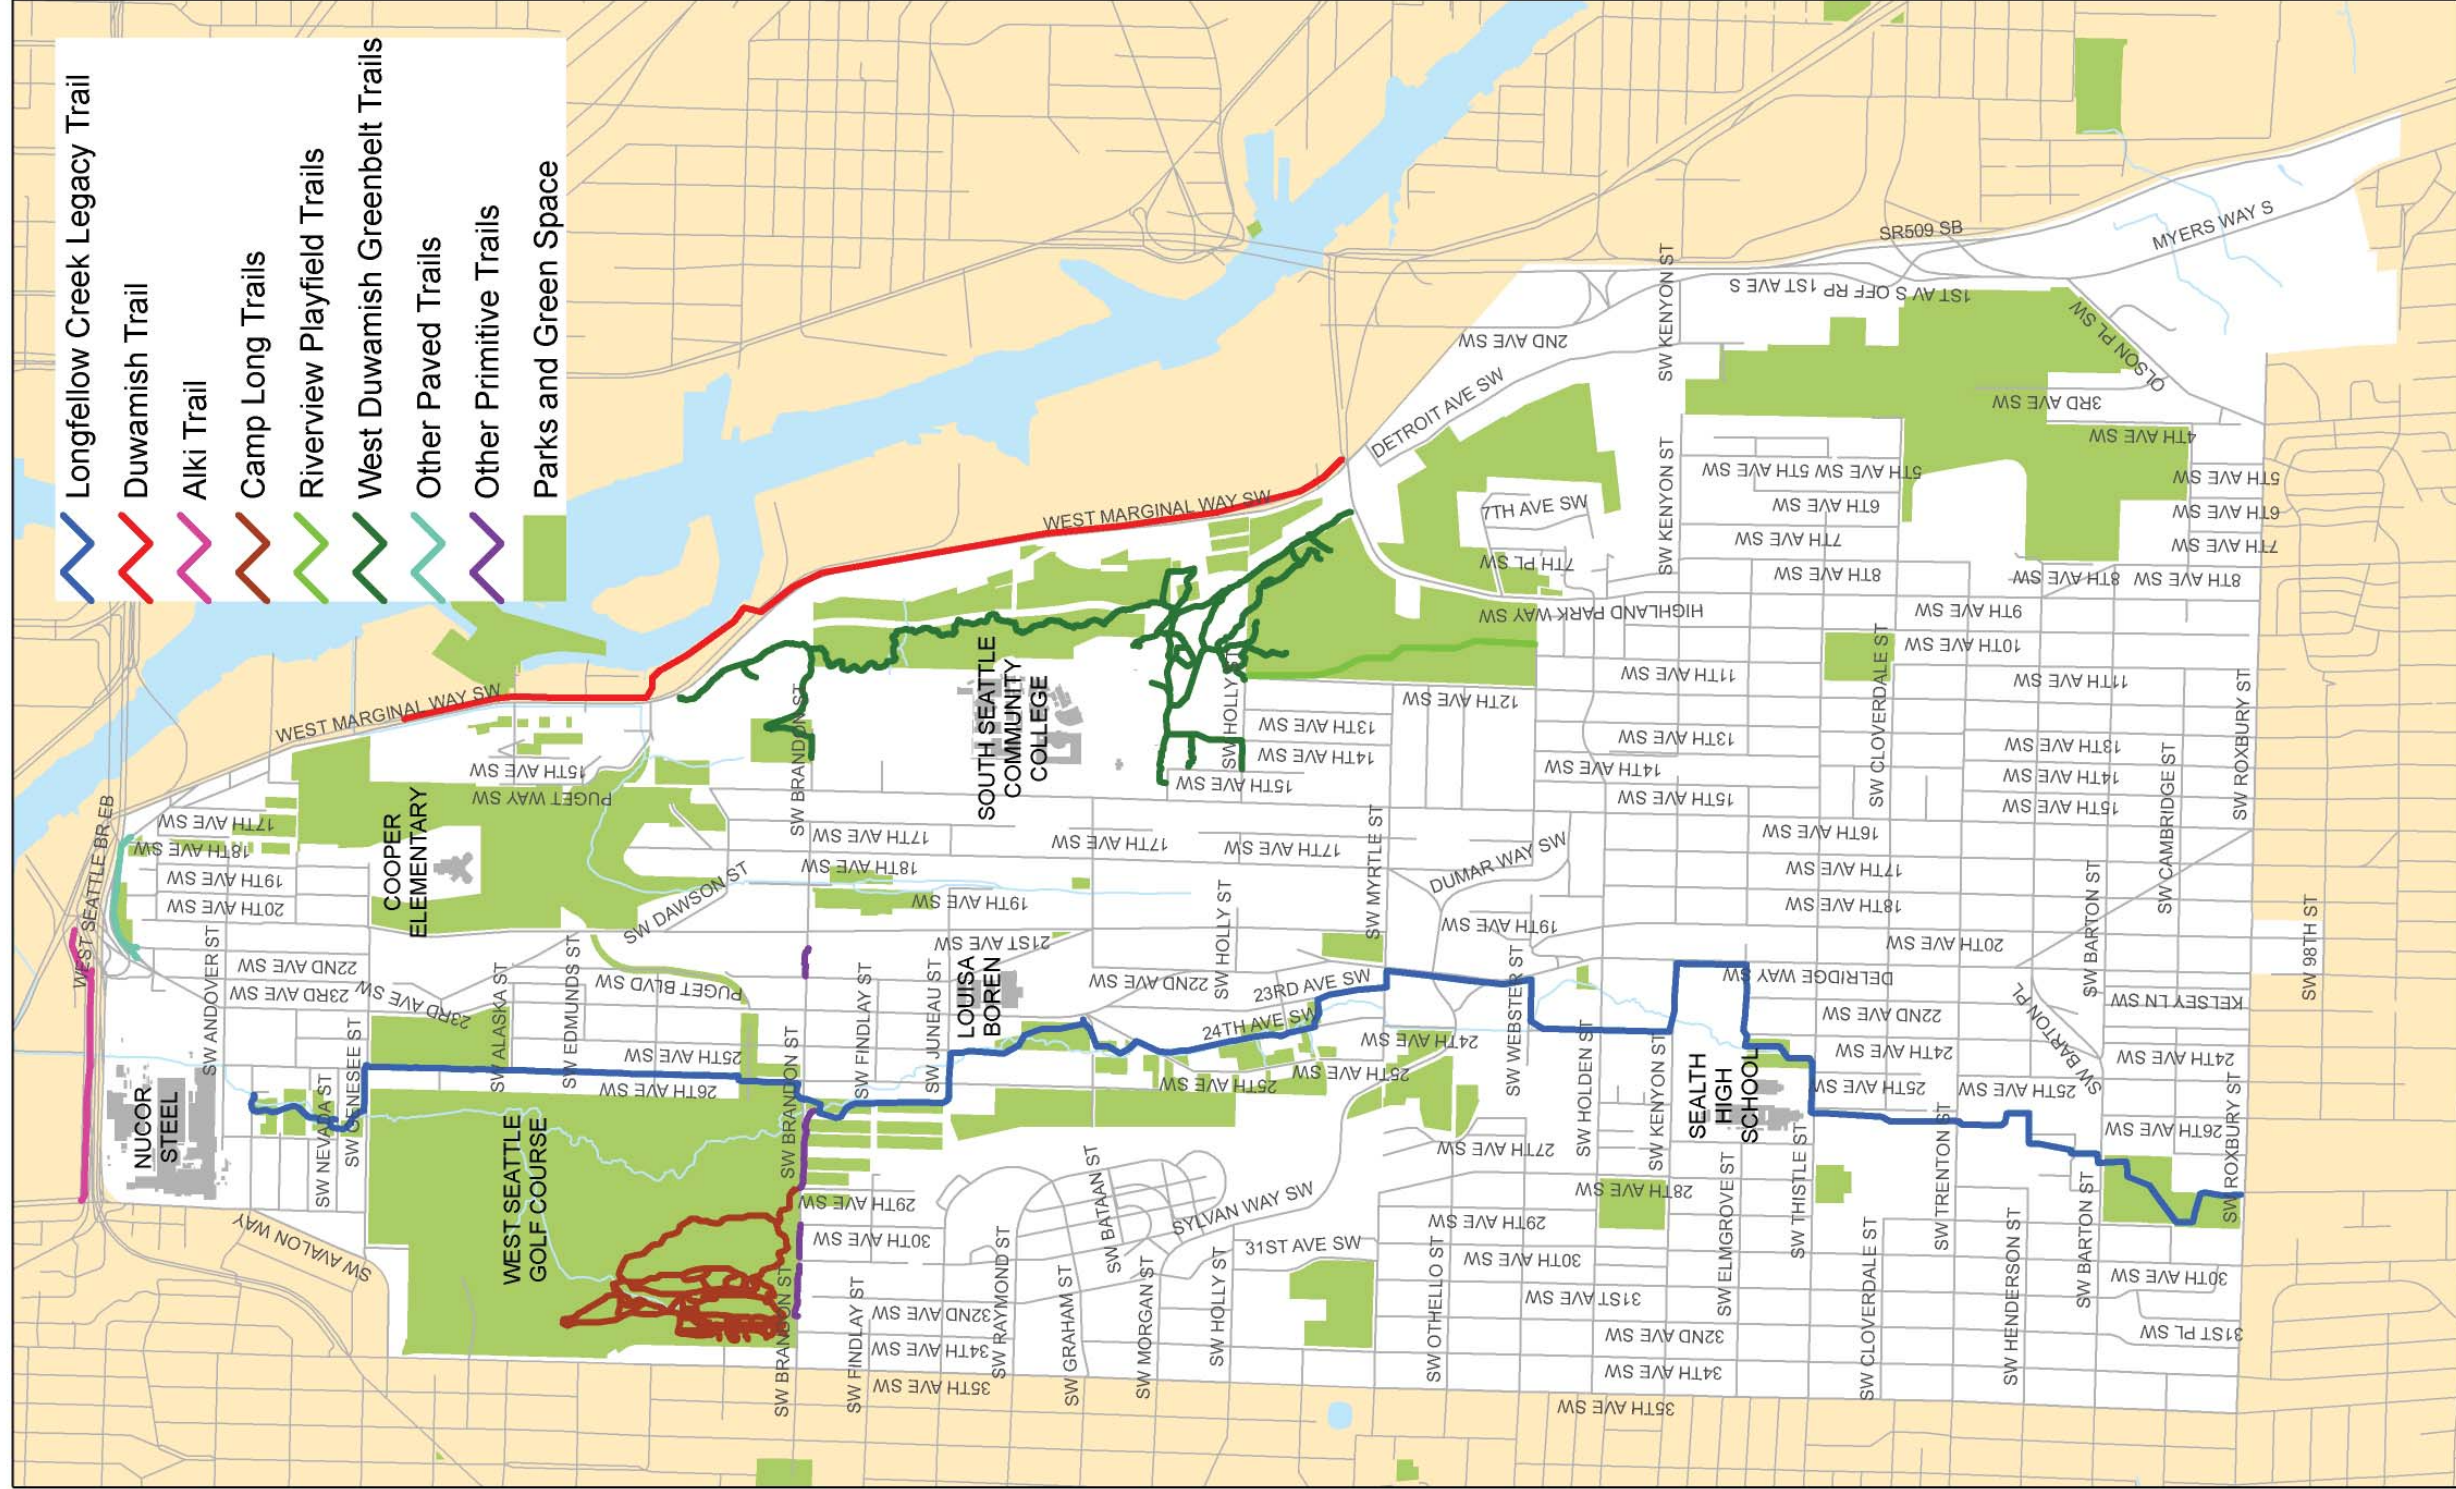 Longfellow Creek Legacy Trail
Duwamish Trail
Alki Trail
Camp Long Trails
Riverview Playfield Trails
West Duwamish Greenbelt Trails
Other Paved Trails
Other Primitive Trails
Parks and Green Space
WEST SEATTLE BR EB
WEST MARGINAL WAY SW
WEST MARGINAL WAY SW
17TH AVE SW
18TH AVE SW
19TH AVE SW
20TH AVE SW
22ND AVE SW
23RD AVE SW
23RD AVE SW
SW ANDOVER ST
NUCOR
STEEL
SW NEVADA ST
SW GENESEE ST
SW AVALON WAY
COOPER
ELEMENTARY
15TH AVE SW
PUGET WAY SW
SW ALASKA ST
SW EDMUNDS ST
SW DAWSON ST
PUGET BLVD SW
25TH AVE SW
26TH AVE SW
WEST SEATTLE
GOLF COURSE
SW BRANDON ST
SW BRANDON ST
SW BRANDON ST
SW BRANDON ST
17TH AVE SW
18TH AVE SW
19TH AVE SW
21ST AVE SW
SW FINDLAY ST
SW JUNEAU ST
LOUISA
BOREN
29TH AVE SW
30TH AVE SW
32ND AVE SW
34TH AVE SW
35TH AVE SW
SW FINDLAY ST
SW RAYMOND ST
SW GRAHAM ST
SW BATAAN ST
SW MORGAN ST
SYLVAN WAY SW
SW HOLLY ST
31ST AVE SW
SOUTH SEATTLE
COMMUNITY
COLLEGE
SW HOLLY ST
13TH AVE SW
14TH AVE SW
15TH AVE SW
12TH AVE SW
17TH AVE SW
17TH AVE SW
22ND AVE SW
SW HOLLY ST
23RD AVE SW
24TH AVE SW
24TH AVE SW
25TH AVE SW
25TH AVE SW
SW MYRTLE ST
DUMAR WAY SW
19TH AVE SW
SW WEBSTER ST
27TH AVE SW
28TH AVE SW
29TH AVE SW
30TH AVE SW
31ST AVE SW
32ND AVE SW
34TH AVE SW
35TH AVE SW
SW OTHELLO ST
SW HOLDEN ST
SW KENYON ST
SEALTH
HIGH
SCHOOL
SW ELMGROVE ST
SW THISTLE ST
SW CLOVERDALE ST
SW TRENTON ST
SW HENDERSON ST
SW BARTON ST
DETROIT AVE SW
2ND AVE SW
7TH AVE SW
7TH PL SW
HIGHLAND PARK WAY SW
SW KENYON ST
SW KENYON ST
SR509 SB
MYERS WAY S
1ST AVE S
1ST AV S OFF RP
OLSON PL SW
3RD AVE SW
4TH AVE SW
5TH AVE SW
5TH AVE SW
5TH AVE SW
6TH AVE SW
6TH AVE SW
7TH AVE SW
7TH AVE SW
8TH AVE SW
8TH AVE SW
8TH AVE SW
9TH AVE SW
10TH AVE SW
11TH AVE SW
11TH AVE SW
13TH AVE SW
13TH AVE SW
14TH AVE SW
14TH AVE SW
15TH AVE SW
15TH AVE SW
16TH AVE SW
17TH AVE SW
18TH AVE SW
20TH AVE SW
SW CLOVERDALE ST
DELRIDGE WAY SW
22ND AVE SW
24TH AVE SW
25TH AVE SW
25TH AVE SW
SW BARTON PL
SW BARTON PL
SW BARTON ST
SW CAMBRIDGE ST
KELSEY LN SW
24TH AVE SW
26TH AVE SW
30TH AVE SW
31ST PL SW
SW ROXBURY ST
SW ROXBURY ST
SW 98TH ST